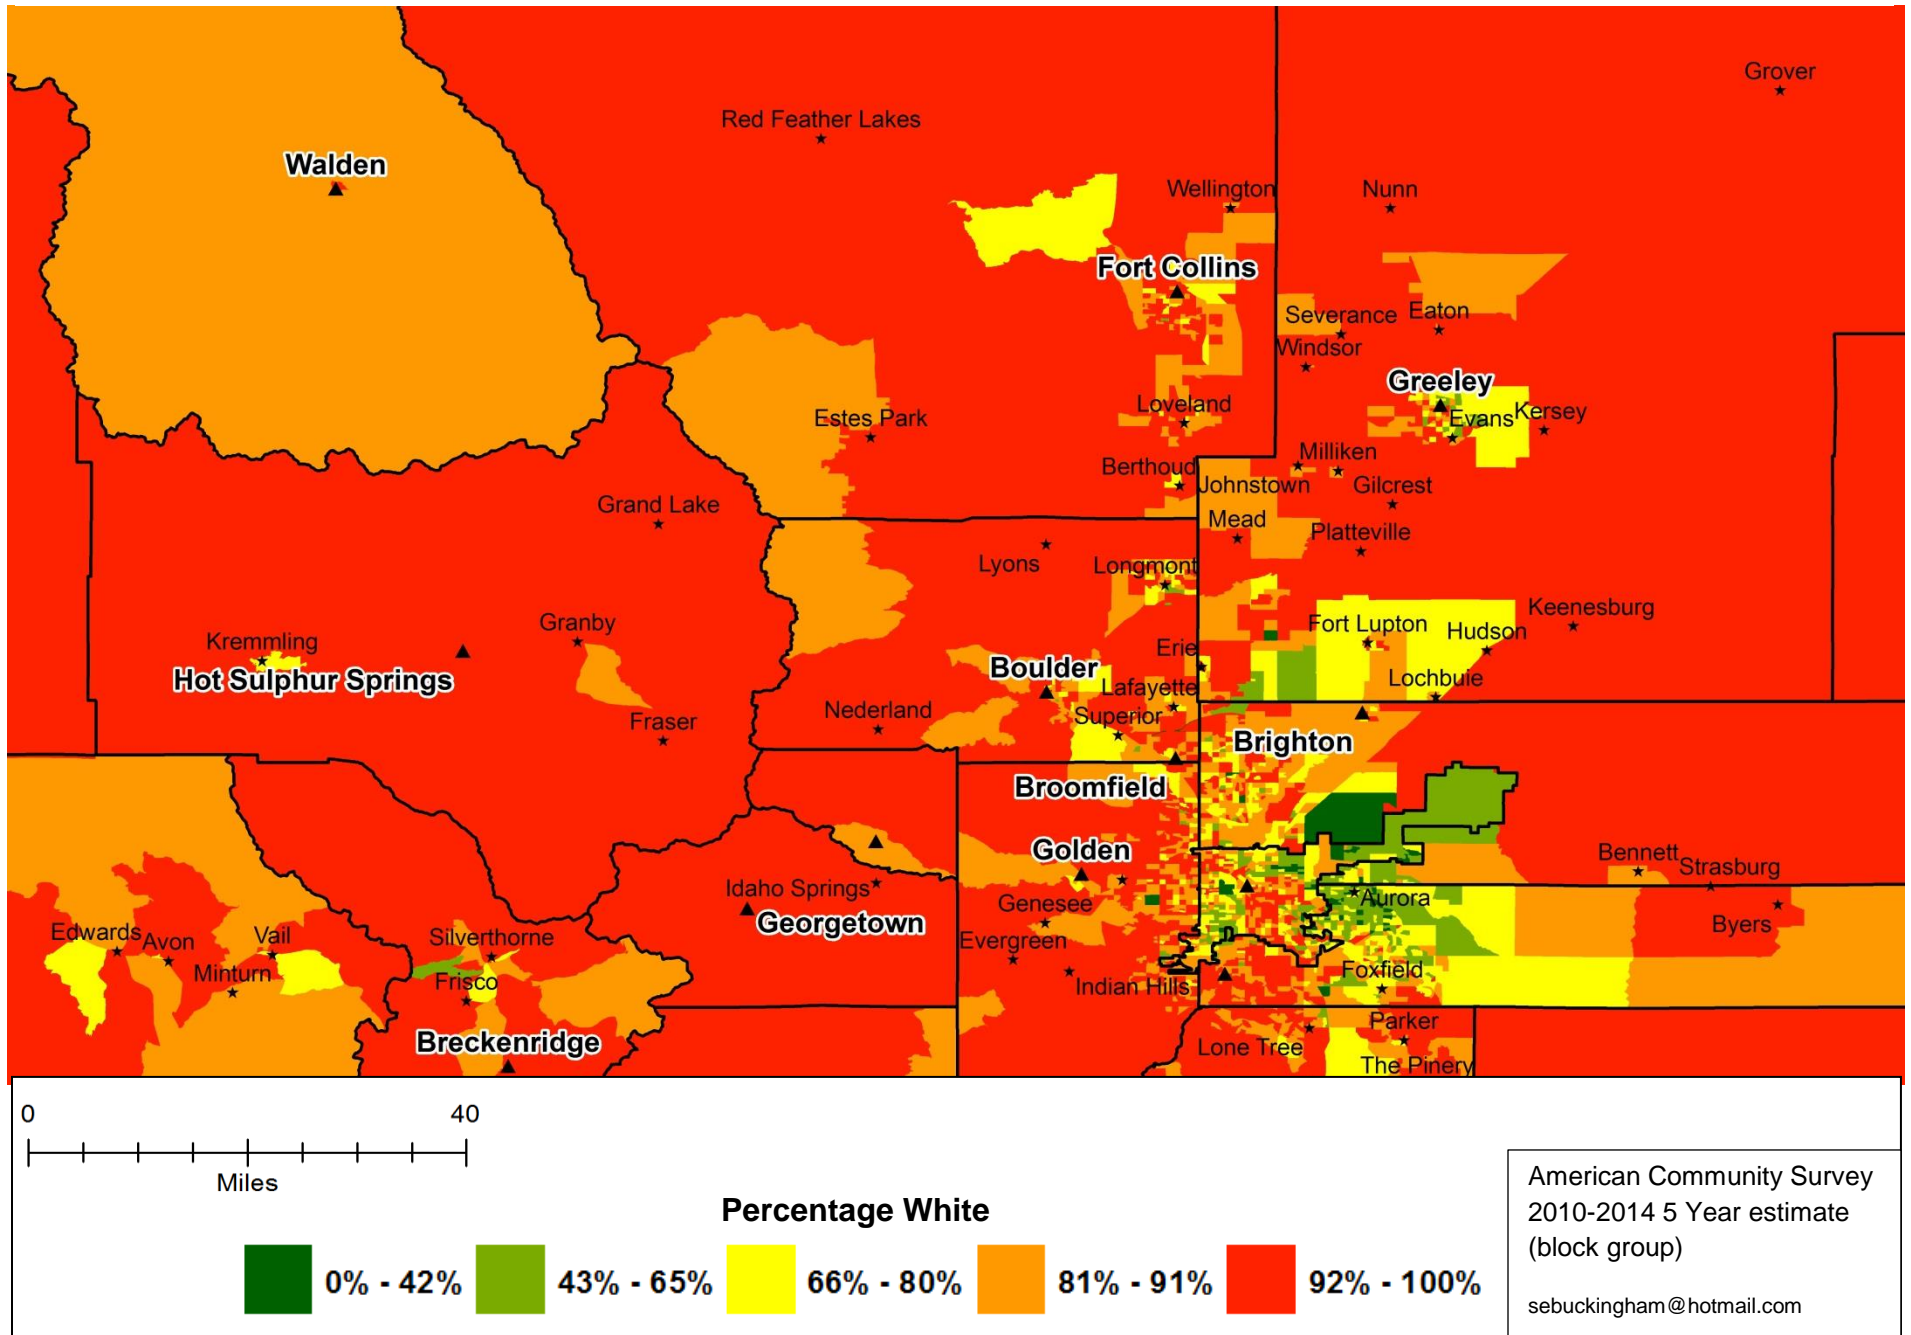 Grover
Red Feather Lakes
Walden
Wellington
Nunn
Fort Collins
Severance
Eaton
Windsor
Greeley
Estes Park
Loveland
Evans
Kersey
Berthoud
Milliken
Johnstown
Gilcrest
Grand Lake
Mead
Platteville
Lyons
Longmont
Granby
Kremmling
Keenesburg
Fort Lupton
Hudson
Hot Sulphur Springs
Erie
Boulder
Lafayette
Lochbuie
Fraser
Nederland
Superior
Brighton
Broomfield
Golden
Bennett
Strasburg
Idaho Springs
Genesee
Aurora
Georgetown
Byers
Edwards
Avon
Vail
Silverthorne
Evergreen
Minturn
Frisco
Indian Hills
Foxfield
Breckenridge
Parker
Lone Tree
The Pinery
0 40
Miles
Percentage White
0% - 42% 43% - 65% 66% - 80% 81% - 91% 92% - 100%
American Community Survey
2010-2014 5 Year estimate
(block group)
sebuckingham@hotmail.com